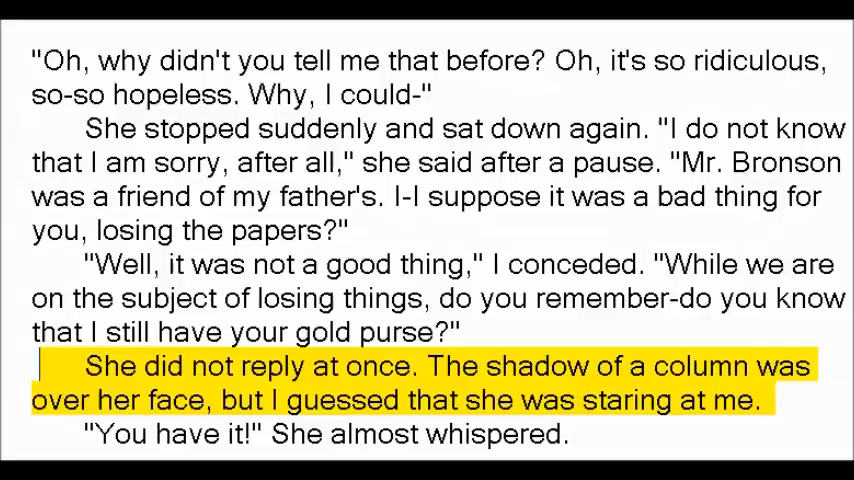 "Oh, why didn't you tell me that before? Oh, it's so ridiculous,
so-so hopeless. Why, I could-"
She stopped suddenly and sat down again. "I do not know
that I am sorry, after all," she said after a pause. "Mr. Bronson
was a friend of my father's. I-I suppose it was a bad thing for
you, losing the papers?"
"Well, it was not a good thing," I conceded. "While we are
on the subject of losing things, do you remember-do you know
that I still have your gold purse?"
She did not reply at once. The shadow of a column was
over her face, but I guessed that she was staring at me.
"You have it!" She almost whispered.